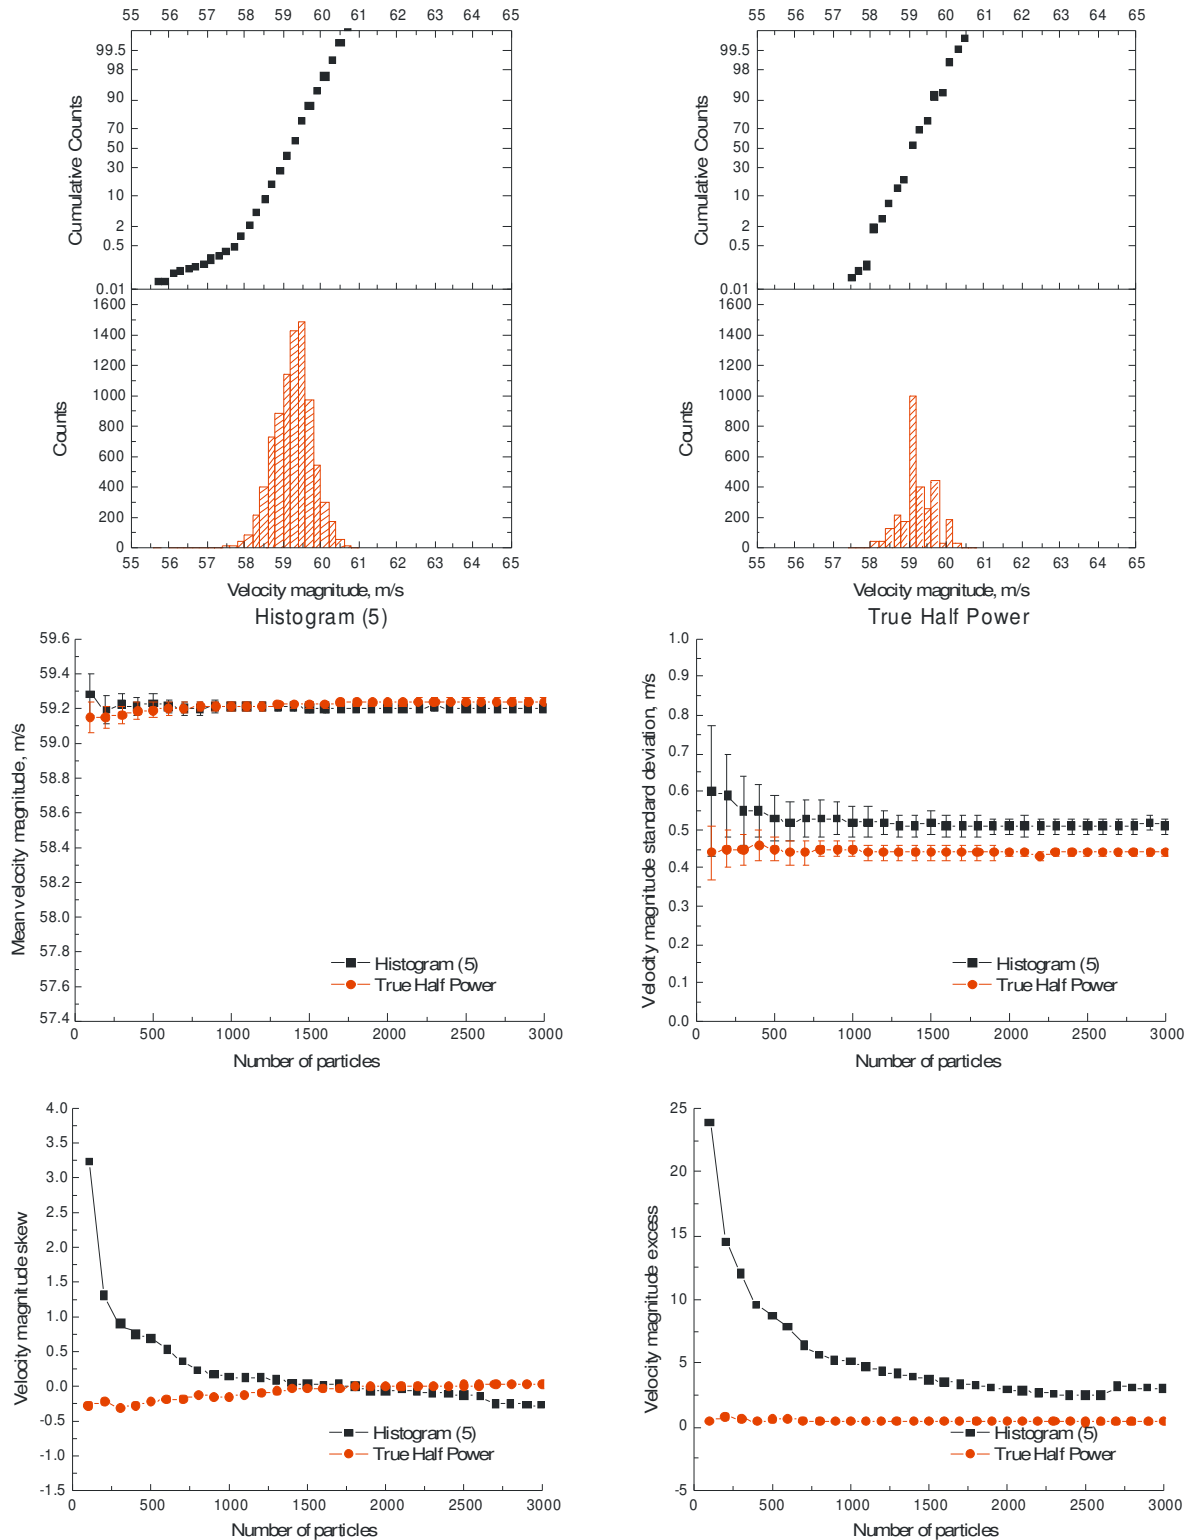 55 56 57 58 59 60 61 62 63 64 65
99.5
98
90
70
50
30
10
2
0.5
0.01
Cumulative Counts
1600
1400
1200
1000
800
600
400
200
0
Counts
55 56 57 58 59 60 61 62 63 64 65
Velocity magnitude, m/s
Histogram (5)
55 56 57 58 59 60 61 62 63 64 65
99.5
98
90
70
50
30
10
2
0.5
0.01
Cumulative Counts
1600
1400
1200
1000
800
600
400
200
0
Counts
55 56 57 58 59 60 61 62 63 64 65
Velocity magnitude, m/s
True Half Power
59.6
59.4
59.2
59.0
58.8
58.6
58.4
58.2
58.0
57.8
57.6
57.4
Mean velocity magnitude, m/s
Histogram (5)
True Half Power
0 500 1000 1500 2000 2500 3000
Number of particles
1.0
0.9
0.8
0.7
0.6
0.5
0.4
0.3
0.2
0.1
0.0
Velocity magnitude standard deviation, m/s
Histogram (5)
True Half Power
0 500 1000 1500 2000 2500 3000
Number of particles
4.0
3.5
3.0
2.5
2.0
1.5
1.0
0.5
0.0
-0.5
-1.0
-1.5
Velocity magnitude skew
Histogram (5)
True Half Power
0 500 1000 1500 2000 2500 3000
Number of particles
25
20
15
10
5
0
-5
Velocity magnitude excess
Histogram (5)
True Half Power
0 500 1000 1500 2000 2500 3000
Number of particles